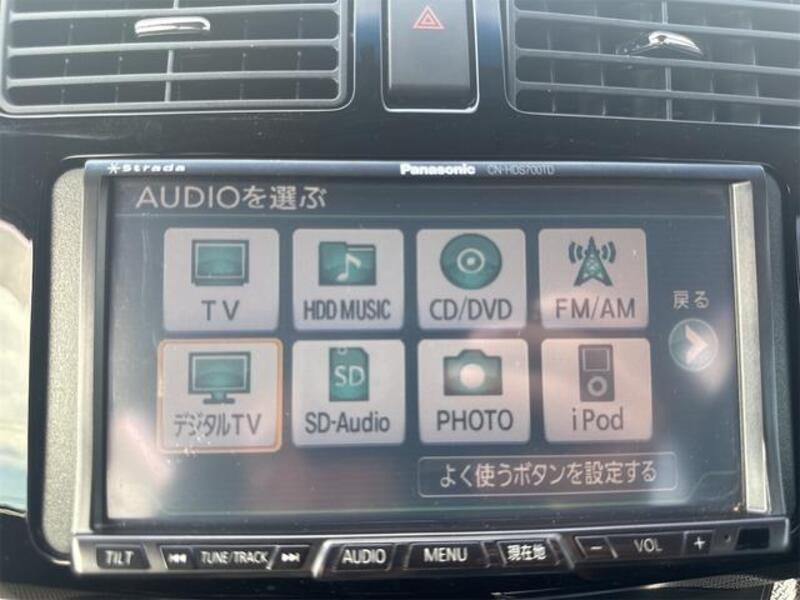 Strada Panasonic CN-HDS700TD
AUDIOを選ぶ
TV HDD MUSIC CD/DVD FM/AM
戻る
デジタルTV SD-Audio PHOTO iPod
SD
よく使うボタンを設定する
TILT TUNE/TRACK AUDIO MENU 現在地 − VOL +